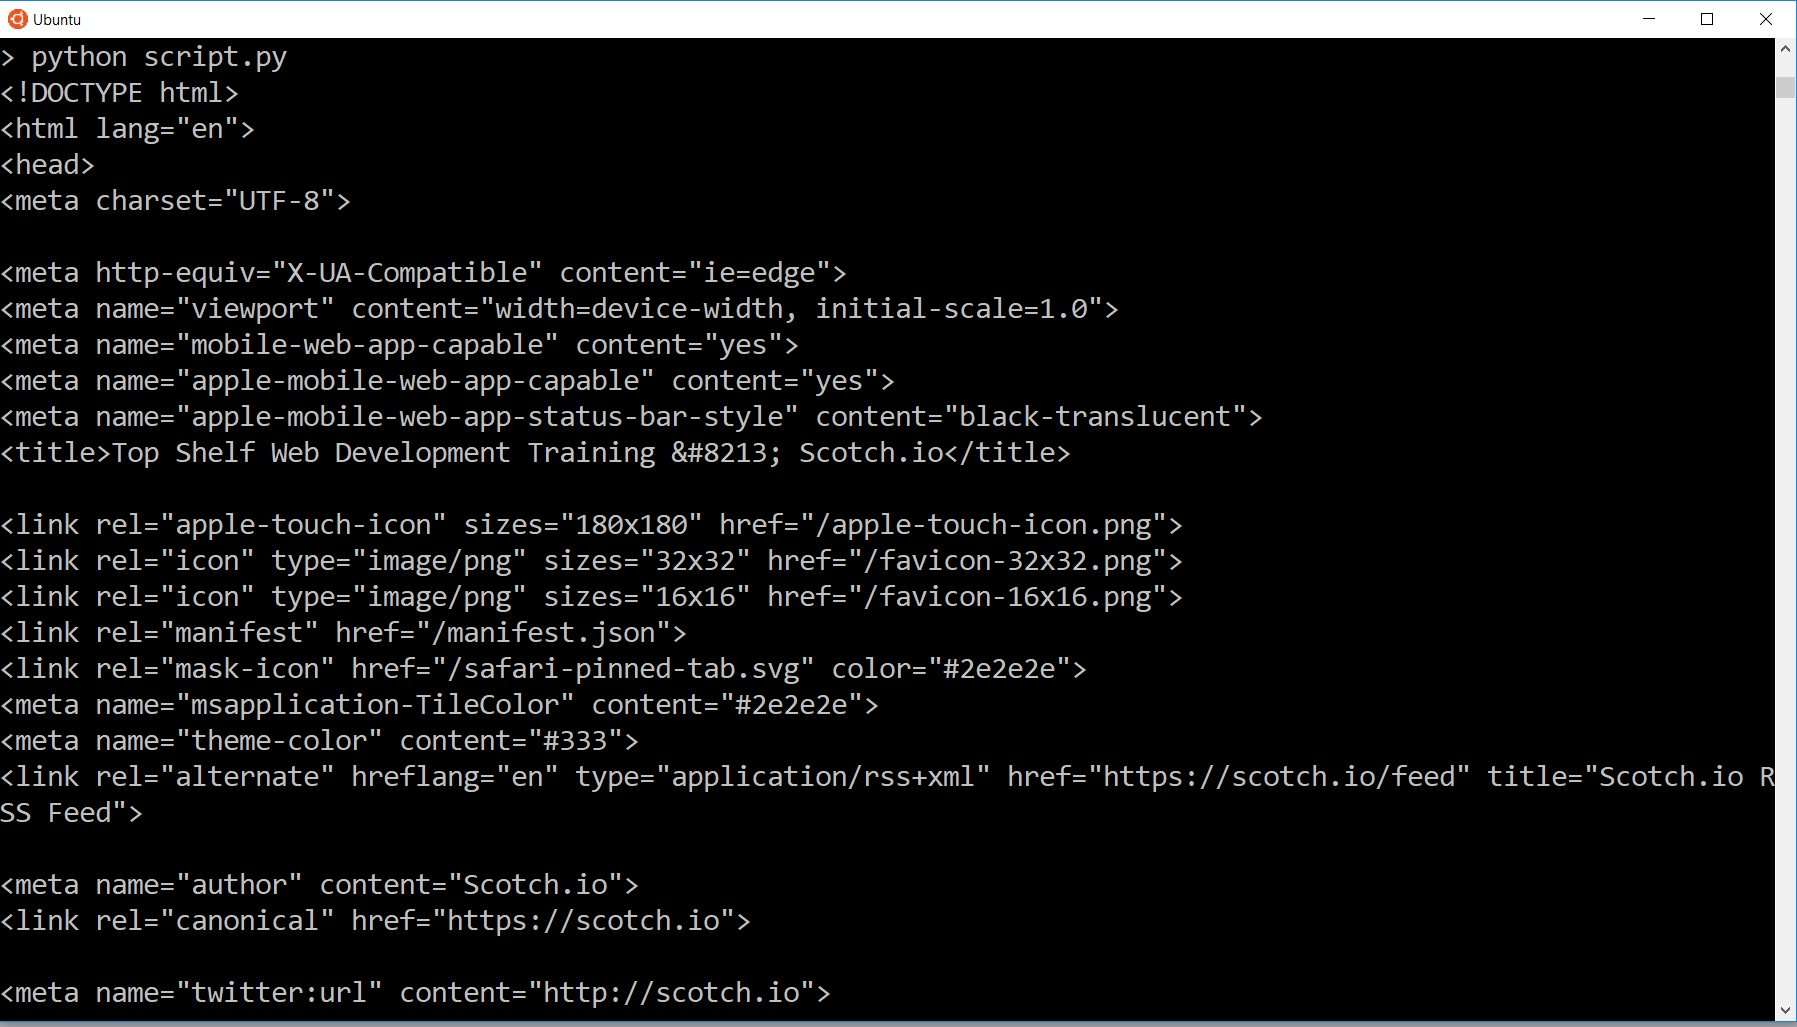 Ubuntu
> python script.py
<!DOCTYPE html>
<html lang="en">
<head>
<meta charset="UTF-8">
<meta http-equiv="X-UA-Compatible" content="ie=edge">
<meta name="viewport" content="width=device-width, initial-scale=1.0">
<meta name="mobile-web-app-capable" content="yes">
<meta name="apple-mobile-web-app-capable" content="yes">
<meta name="apple-mobile-web-app-status-bar-style" content="black-translucent">
<title>Top Shelf Web Development Training &#8213; Scotch.io</title>
<link rel="apple-touch-icon" sizes="180x180" href="/apple-touch-icon.png">
<link rel="icon" type="image/png" sizes="32x32" href="/favicon-32x32.png">
<link rel="icon" type="image/png" sizes="16x16" href="/favicon-16x16.png">
<link rel="manifest" href="/manifest.json">
<link rel="mask-icon" href="/safari-pinned-tab.svg" color="#2e2e2e">
<meta name="msapplication-TileColor" content="#2e2e2e">
<meta name="theme-color" content="#333">
<link rel="alternate" hreflang="en" type="application/rss+xml" href="https://scotch.io/feed" title="Scotch.io R
SS Feed">
<meta name="author" content="Scotch.io">
<link rel="canonical" href="https://scotch.io">
<meta name="twitter:url" content="http://scotch.io">